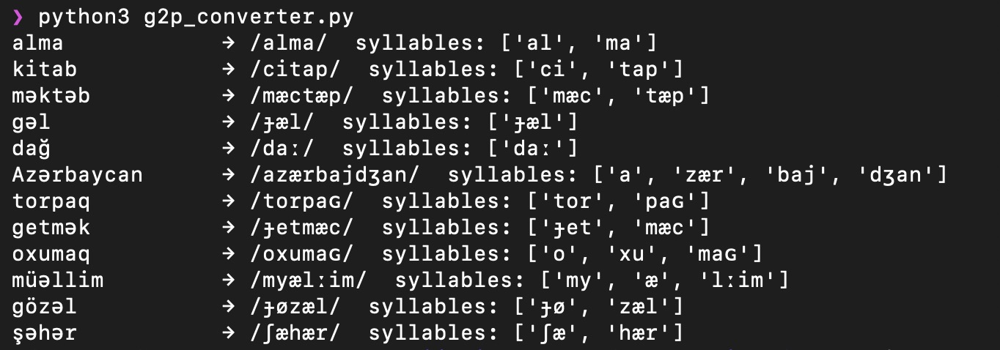 ❯ python3 g2p_converter.py
alma → /alma/ syllables: ['al', 'ma']
kitab → /citap/ syllables: ['ci', 'tap']
məktəb → /mæctæp/ syllables: ['mæc', 'tæp']
gəl → /ɟæl/ syllables: ['ɟæl']
dağ → /daː/ syllables: ['daː']
Azərbaycan → /azærbajdʒan/ syllables: ['a', 'zær', 'baj', 'dʒan']
torpaq → /torpaɢ/ syllables: ['tor', 'paɢ']
getmək → /ɟetmæc/ syllables: ['ɟet', 'mæc']
oxumaq → /oxumaɢ/ syllables: ['o', 'xu', 'maɢ']
müəllim → /myælːim/ syllables: ['my', 'æ', 'lːim']
gözəl → /ɟøzæl/ syllables: ['ɟø', 'zæl']
şəhər → /ʃæhær/ syllables: ['ʃæ', 'hær']